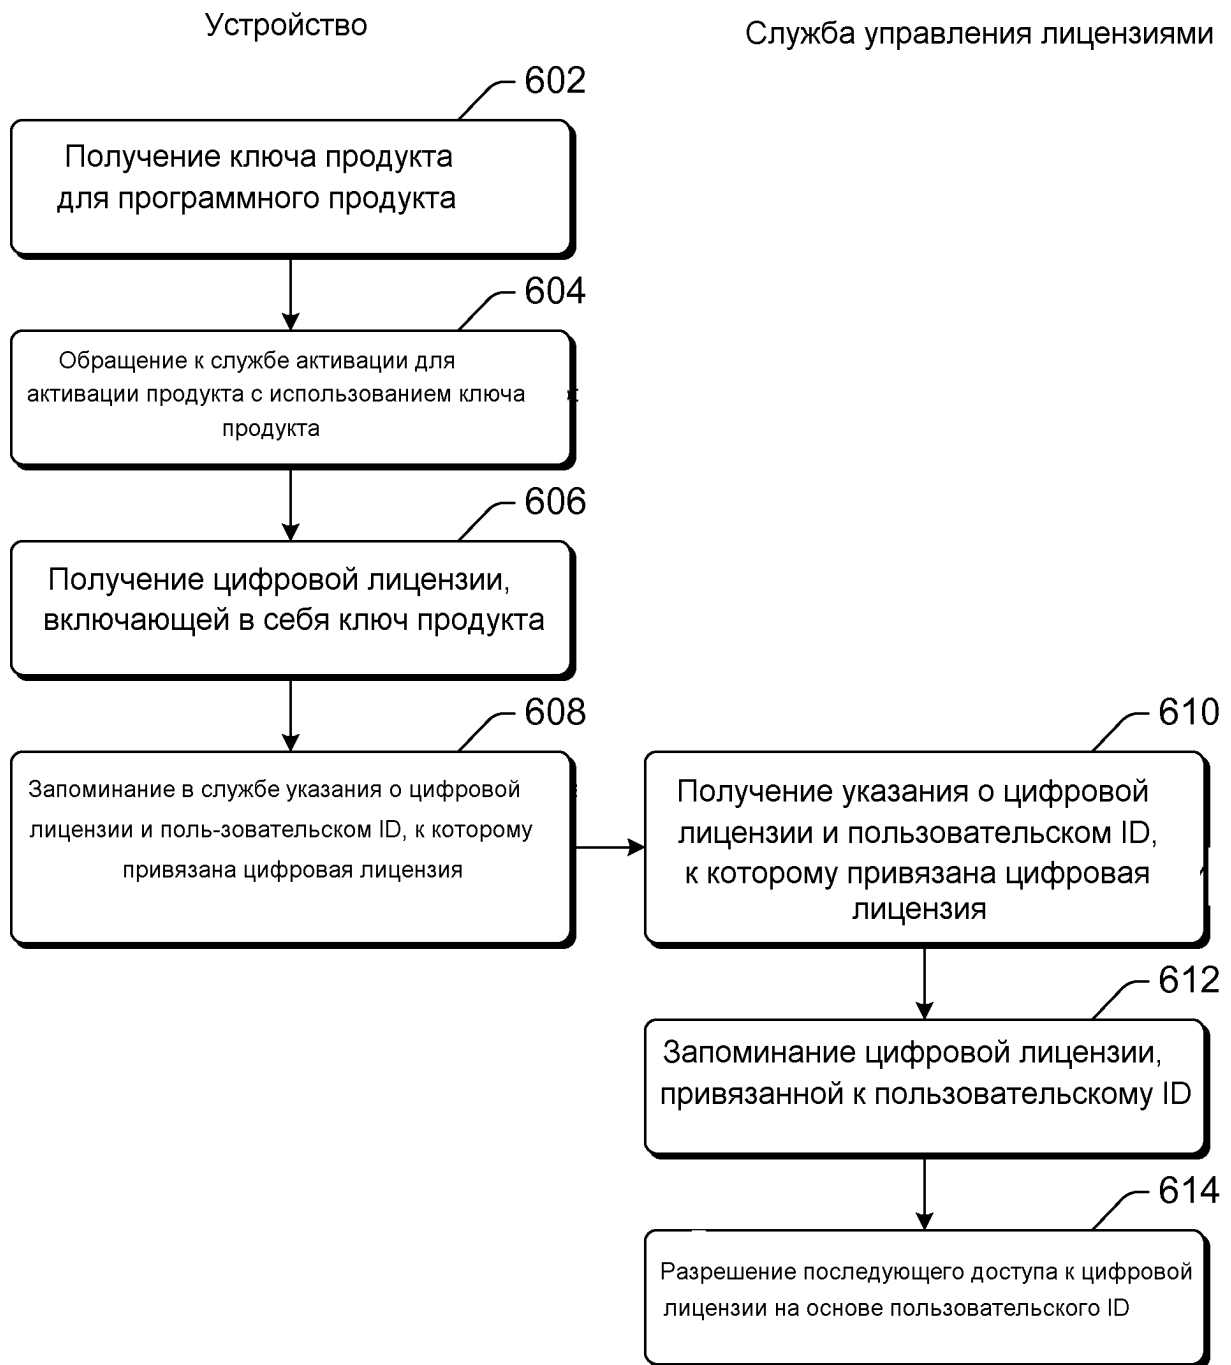 Устройство
Служба управления лицензиями
602
Получение ключа продукта
для программного продукта
604
Обращение к службе активации для
активации продукта с использованием ключа
продукта
606
Получение цифровой лицензии,
включающей в себя ключ продукта
608
Запоминание в службе указания о цифровой
лицензии и поль-зовательском ID, к которому
привязана цифровая лицензия
610
Получение указания о цифровой
лицензии и пользовательском ID,
к которому привязана цифровая
лицензия
612
Запоминание цифровой лицензии,
привязанной к пользовательскому ID
614
Разрешение последующего доступа к цифровой
лицензии на основе пользовательского ID